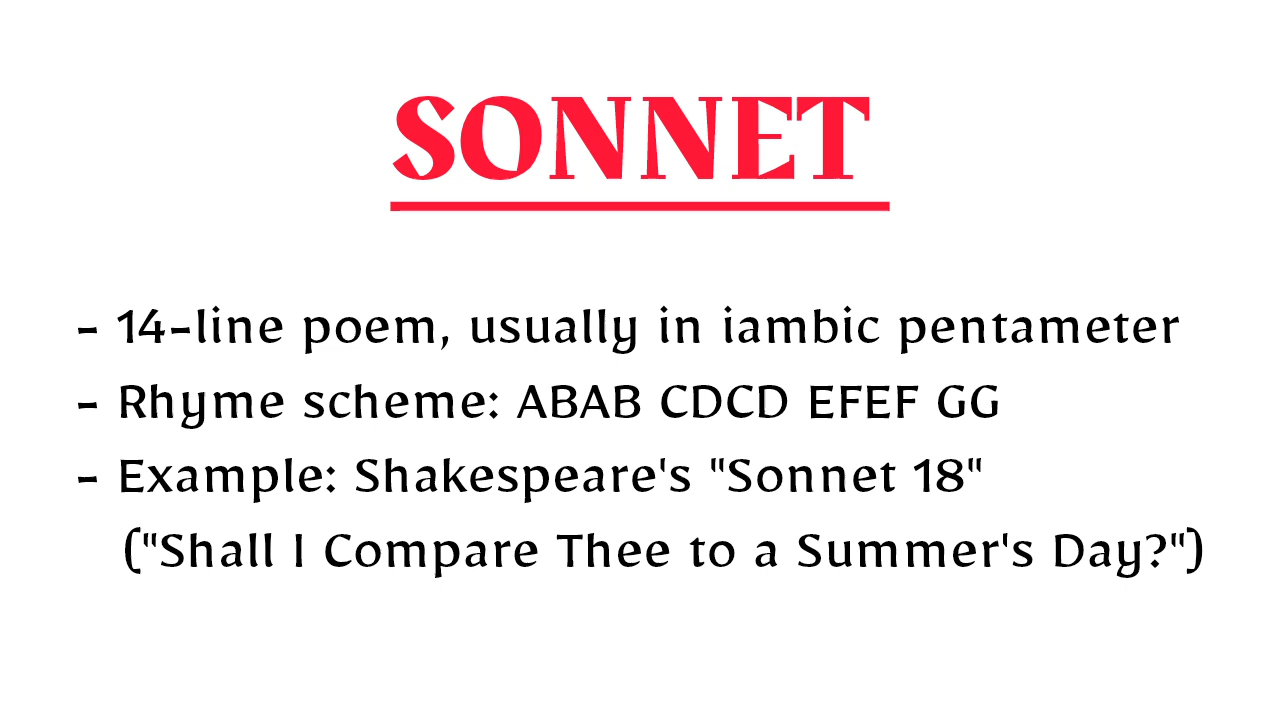 SONNET
- 14-line poem, usually in iambic pentameter
- Rhyme scheme: ABAB CDCD EFEF GG
- Example: Shakespeare's "Sonnet 18"
("Shall I Compare Thee to a Summer's Day?")